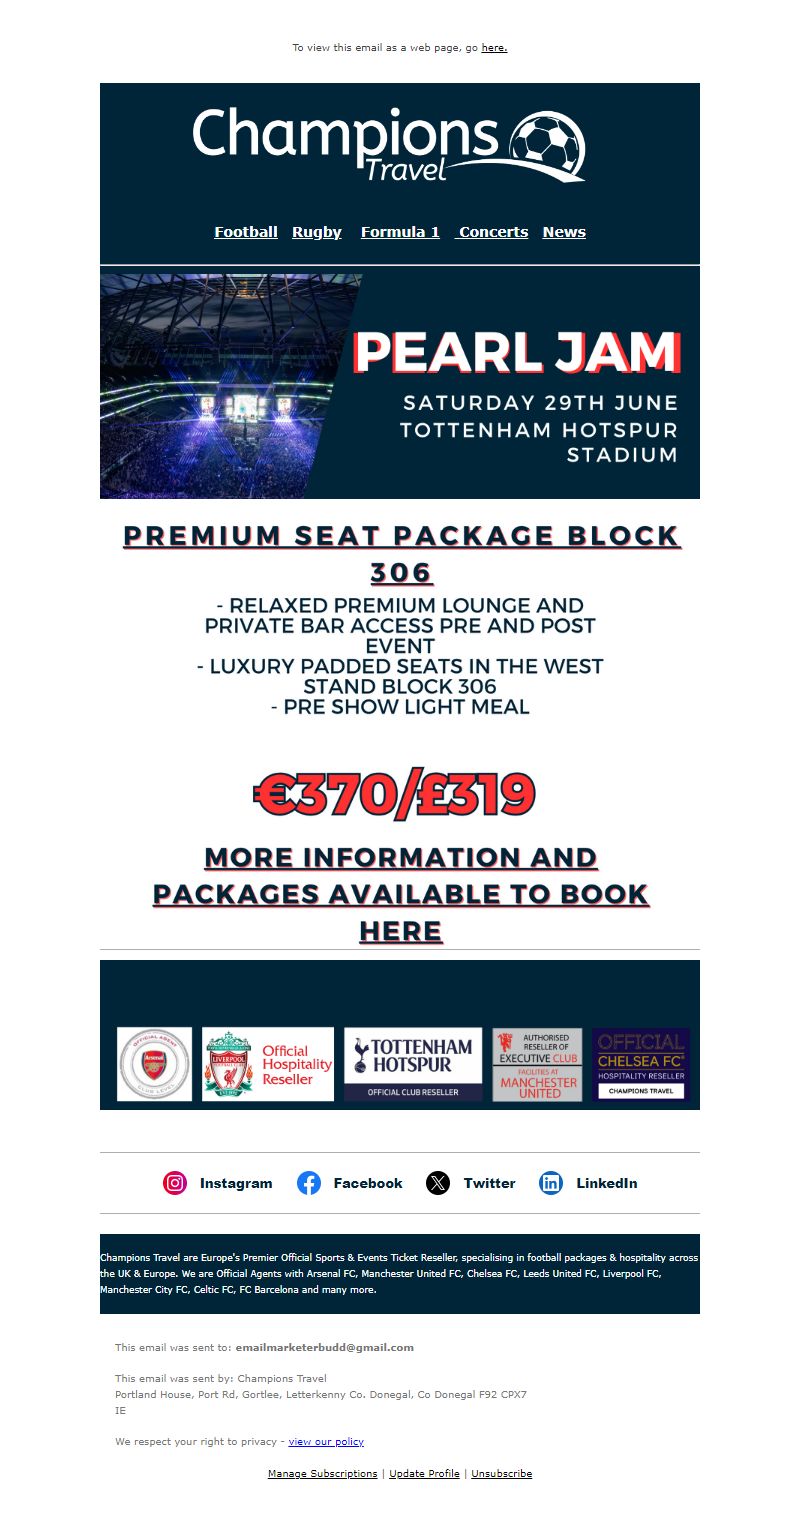 To view this email as a web page, go here.
Champions
Travel
Football Rugby Formula 1 Concerts News
PEARL JAM
SATURDAY 29TH JUNE
TOTTENHAM HOTSPUR
STADIUM
PREMIUM SEAT PACKAGE BLOCK
306
- RELAXED PREMIUM LOUNGE AND
PRIVATE BAR ACCESS PRE AND POST
EVENT
- LUXURY PADDED SEATS IN THE WEST
STAND BLOCK 306
- PRE SHOW LIGHT MEAL
€370/£319
MORE INFORMATION AND
PACKAGES AVAILABLE TO BOOK
HERE
OFFICIAL AGENT
Arsenal
CLUB LEVEL
LIVERPOOL
Official
Hospitality
Reseller
TOTTENHAM
HOTSPUR
OFFICIAL CLUB RESELLER
AUTHORISED
RESELLER OF
EXECUTIVE CLUB
FACILITIES AT
MANCHESTER
UNITED
OFFICIAL
CHELSEA FC
HOSPITALITY RESELLER
CHAMPIONS TRAVEL
Instagram Facebook Twitter LinkedIn
Champions Travel are Europe's Premier Official Sports & Events Ticket Reseller, specialising in football packages & hospitality across
the UK & Europe. We are Official Agents with Arsenal FC, Manchester United FC, Chelsea FC, Leeds United FC, Liverpool FC,
Manchester City FC, Celtic FC, FC Barcelona and many more.
This email was sent to: emailmarketerbudd@gmail.com
This email was sent by: Champions Travel
Portland House, Port Rd, Gortlee, Letterkenny Co. Donegal, Co Donegal F92 CPX7
IE
We respect your right to privacy - view our policy
Manage Subscriptions | Update Profile | Unsubscribe